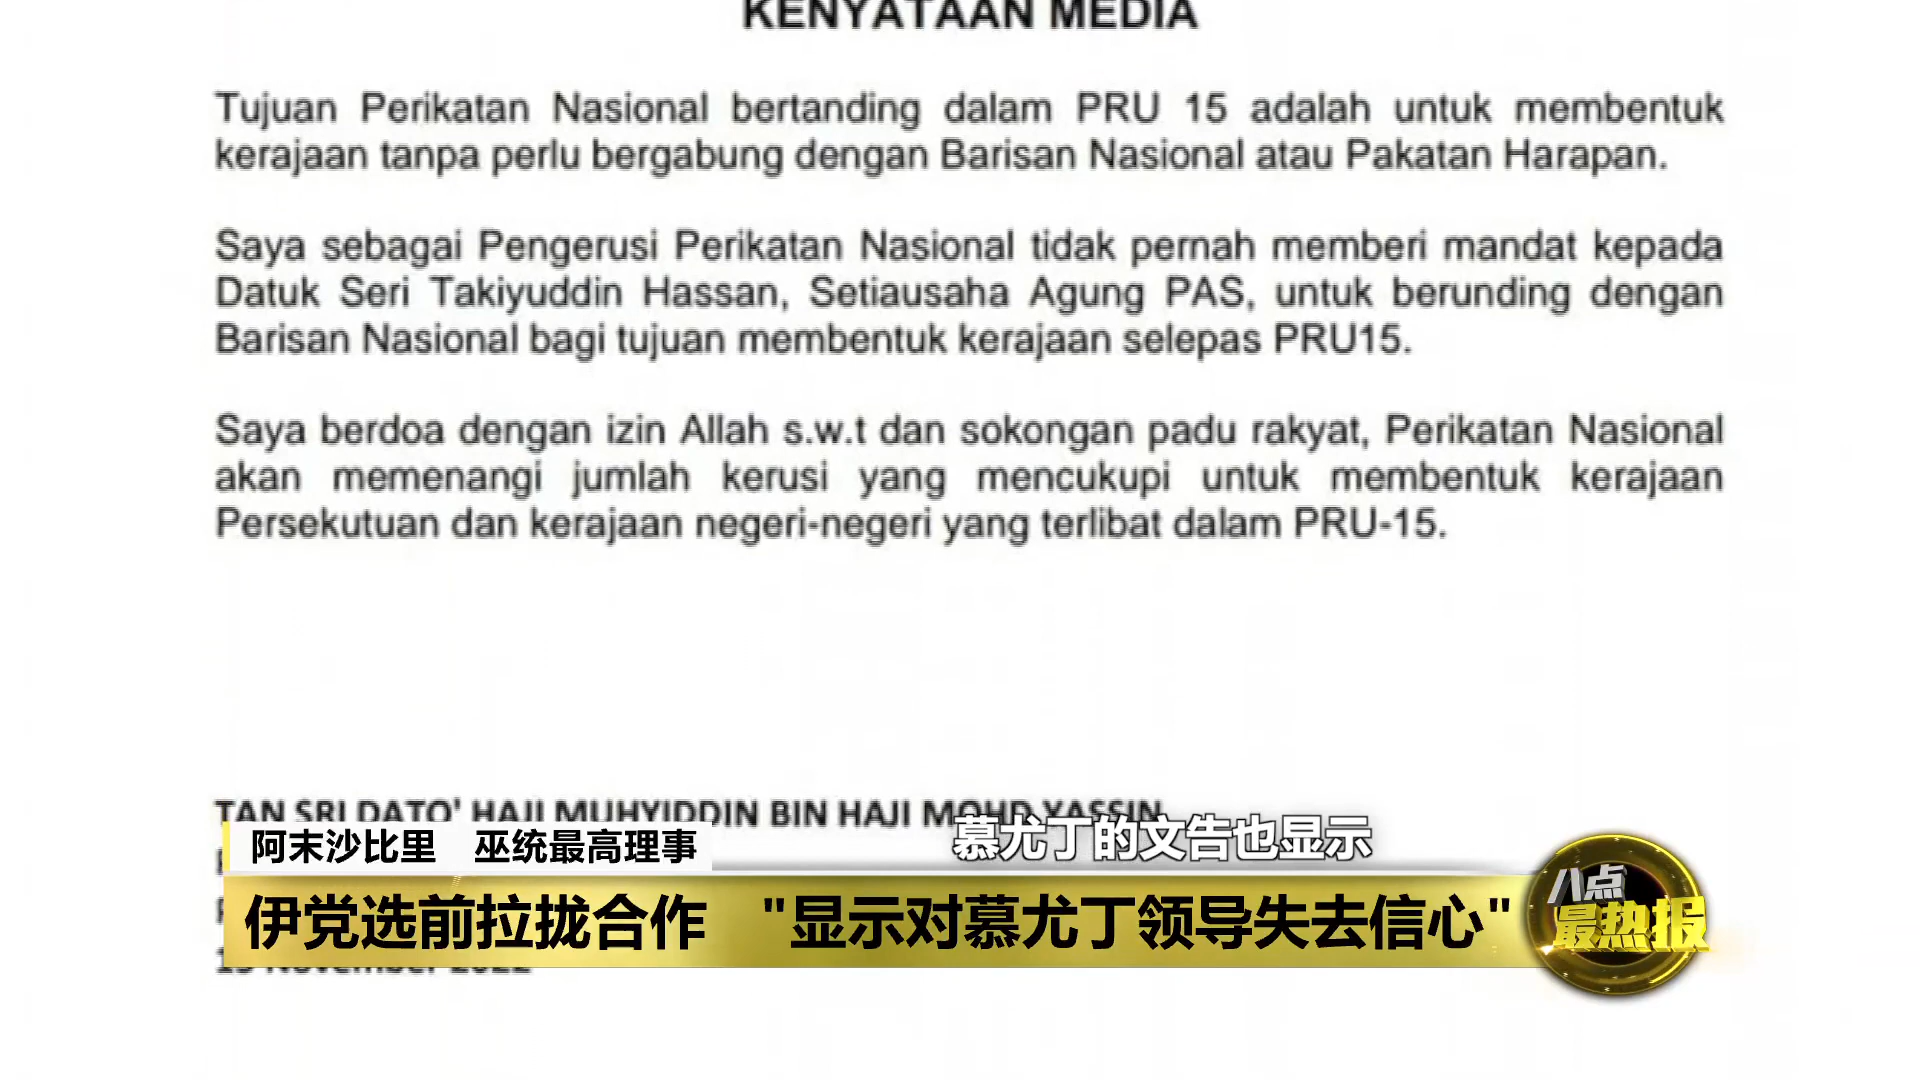 KENYATAAN MEDIA
Tujuan Perikatan Nasional bertanding dalam PRU 15 adalah untuk membentuk
kerajaan tanpa perlu bergabung dengan Barisan Nasional atau Pakatan Harapan.
Saya sebagai Pengerusi Perikatan Nasional tidak pernah memberi mandat kepada
Datuk Seri Takiyuddin Hassan, Setiausaha Agung PAS, untuk berunding dengan
Barisan Nasional bagi tujuan membentuk kerajaan selepas PRU15.
Saya berdoa dengan izin Allah s.w.t dan sokongan padu rakyat, Perikatan Nasional
akan memenangi jumlah kerusi yang mencukupi untuk membentuk kerajaan
Persekutuan dan kerajaan negeri-negeri yang terlibat dalam PRU-15.
TAN SRI DATO' HAJI MUHYIDDIN BIN HAJI MOHD YASSIN
慕尤丁的文告也显示
阿末沙比里 巫统最高理事
伊党选前拉拢合作 "显示对慕尤丁领导失去信心"
八点
最热报
November 2022